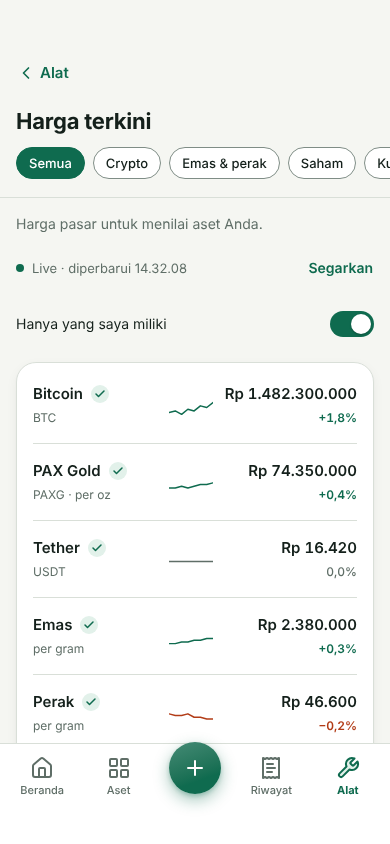 Alat
Harga terkini
Semua
Crypto
Emas & perak
Saham
Ku
Harga pasar untuk menilai aset Anda.
Live · diperbarui 14.32.08
Segarkan
Hanya yang saya miliki
Bitcoin
Rp 1.482.300.000
BTC
+1,8%
PAX Gold
Rp 74.350.000
PAXG · per oz
+0,4%
Tether
Rp 16.420
USDT
0,0%
Emas
Rp 2.380.000
per gram
+0,3%
Perak
Rp 46.600
per gram
−0,2%
Beranda
Aset
Riwayat
Alat